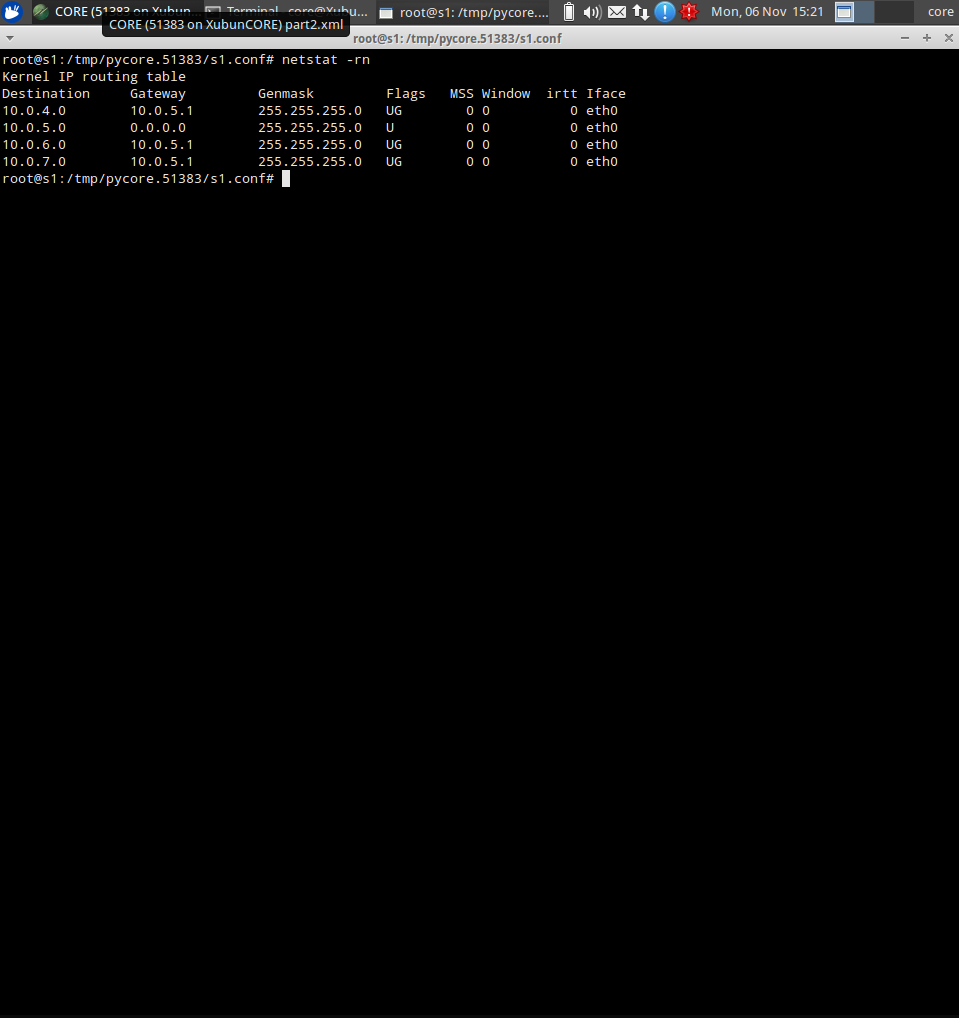 CORE (51383 on Xubun...
Terminal - core@Xubu...
root@s1: /tmp/pycore....
Mon, 06 Nov 15:21
core
CORE (51383 on XubunCORE) part2.xml
root@s1: /tmp/pycore.51383/s1.conf
root@s1:/tmp/pycore.51383/s1.conf# netstat -rn
Kernel IP routing table
Destination     Gateway         Genmask         Flags   MSS Window  irtt Iface
10.0.4.0        10.0.5.1        255.255.255.0   UG        0 0          0 eth0
10.0.5.0        0.0.0.0         255.255.255.0   U         0 0          0 eth0
10.0.6.0        10.0.5.1        255.255.255.0   UG        0 0          0 eth0
10.0.7.0        10.0.5.1        255.255.255.0   UG        0 0          0 eth0
root@s1:/tmp/pycore.51383/s1.conf#